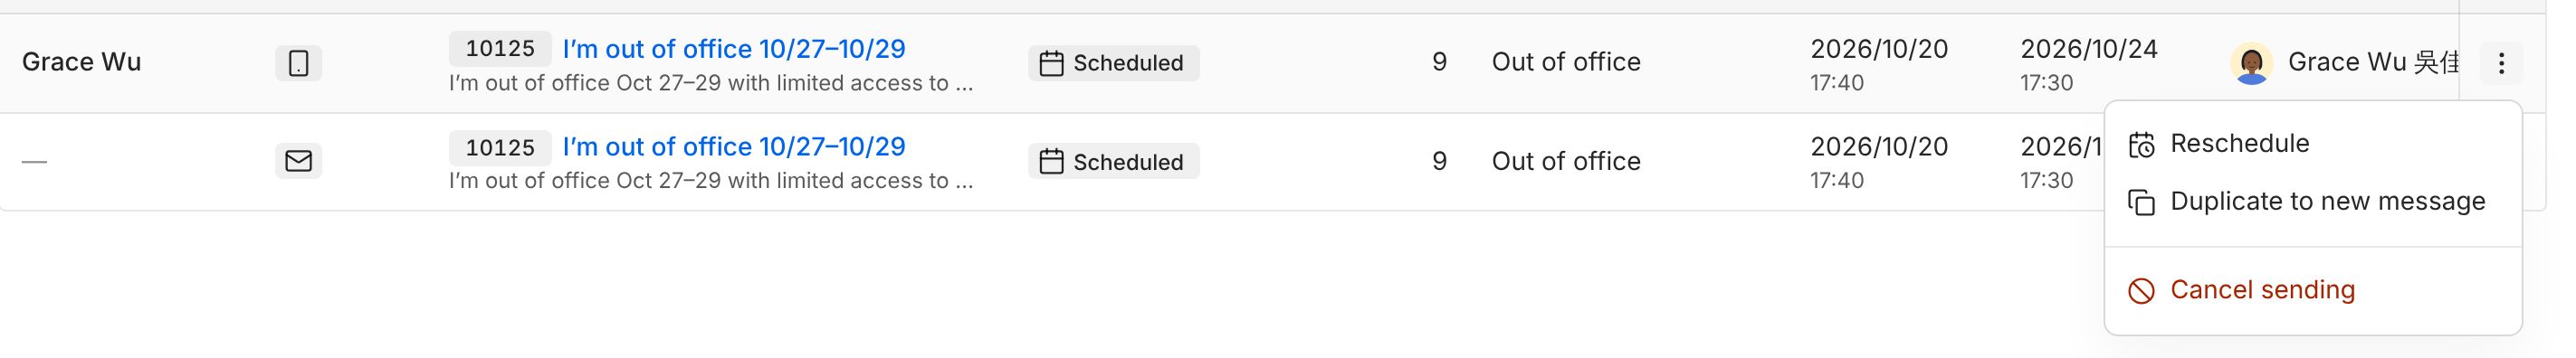 Grace Wu
10125 I’m out of office 10/27–10/29
I’m out of office Oct 27–29 with limited access to ...
Scheduled
9
Out of office
2026/10/20
17:40
2026/10/24
17:30
Grace Wu 吳佳
—
10125 I’m out of office 10/27–10/29
I’m out of office Oct 27–29 with limited access to ...
Scheduled
9
Out of office
2026/10/20
17:40
2026/1
17:30
Reschedule
Duplicate to new message
Cancel sending